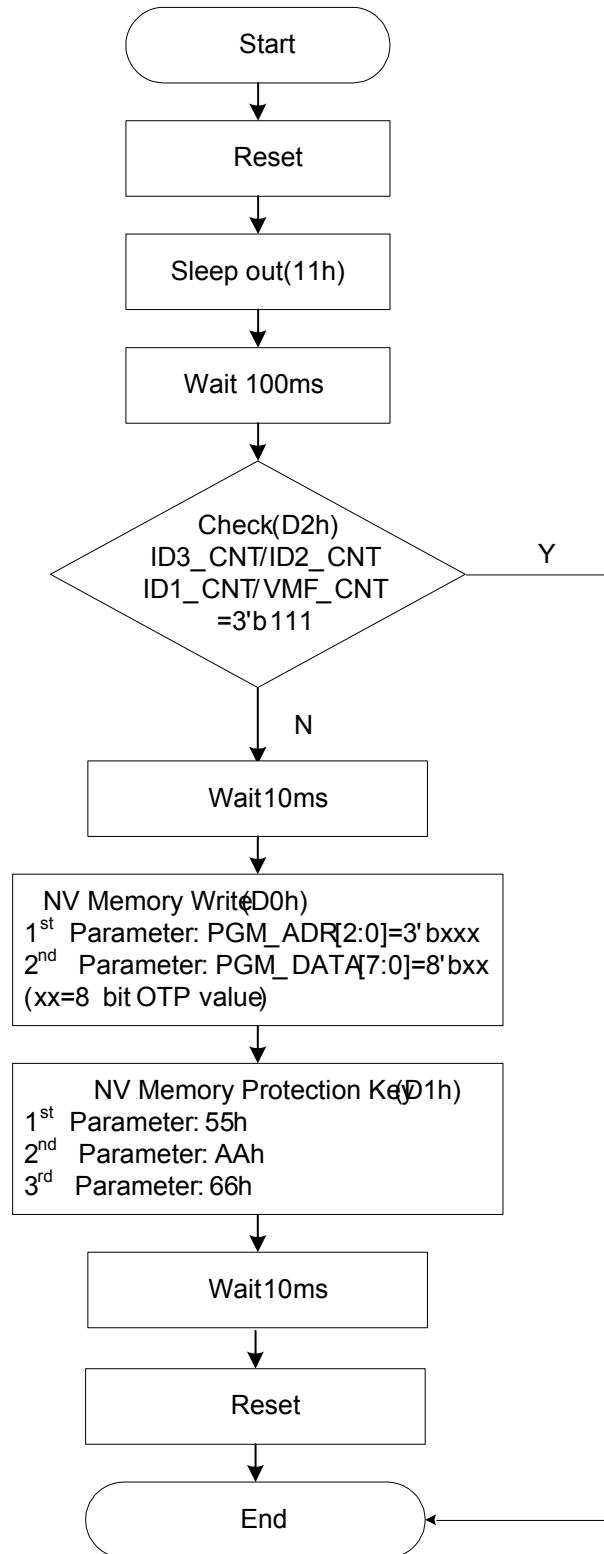 Start
Reset
Sleep out(11h)
Wait 100ms
Check(D2h)
ID3_CNT/ID2_CNT
ID1_CNT/VMF_CNT
=3'b111
Y
N
Wait10ms
NV Memory Write(D0h)
1st Parameter: PGM_ADR[2:0]=3'bxxx
2nd Parameter: PGM_DATA[7:0]=8'bxx
(xx=8 bit OTP value)
NV Memory Protection Key(D1h)
1st Parameter: 55h
2nd Parameter: AAh
3rd Parameter: 66h
Wait10ms
Reset
End